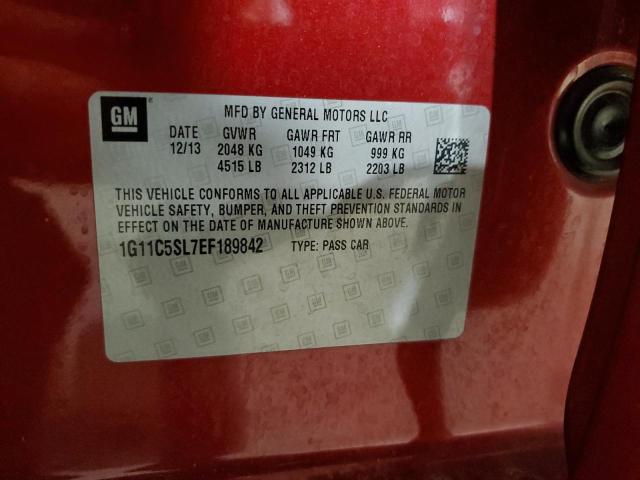 GM
MFD BY GENERAL MOTORS LLC
DATE GVWR GAWR FRT GAWR RR
12/13 2048 KG 1049 KG 999 KG
4515 LB 2312 LB 2203 LB
THIS VEHICLE CONFORMS TO ALL APPLICABLE U.S. FEDERAL MOTOR
VEHICLE SAFETY, BUMPER, AND THEFT PREVENTION STANDARDS IN
EFFECT ON THE DATE OF MANUFACTURE SHOWN ABOVE.
1G11C5SL7EF189842 TYPE: PASS CAR